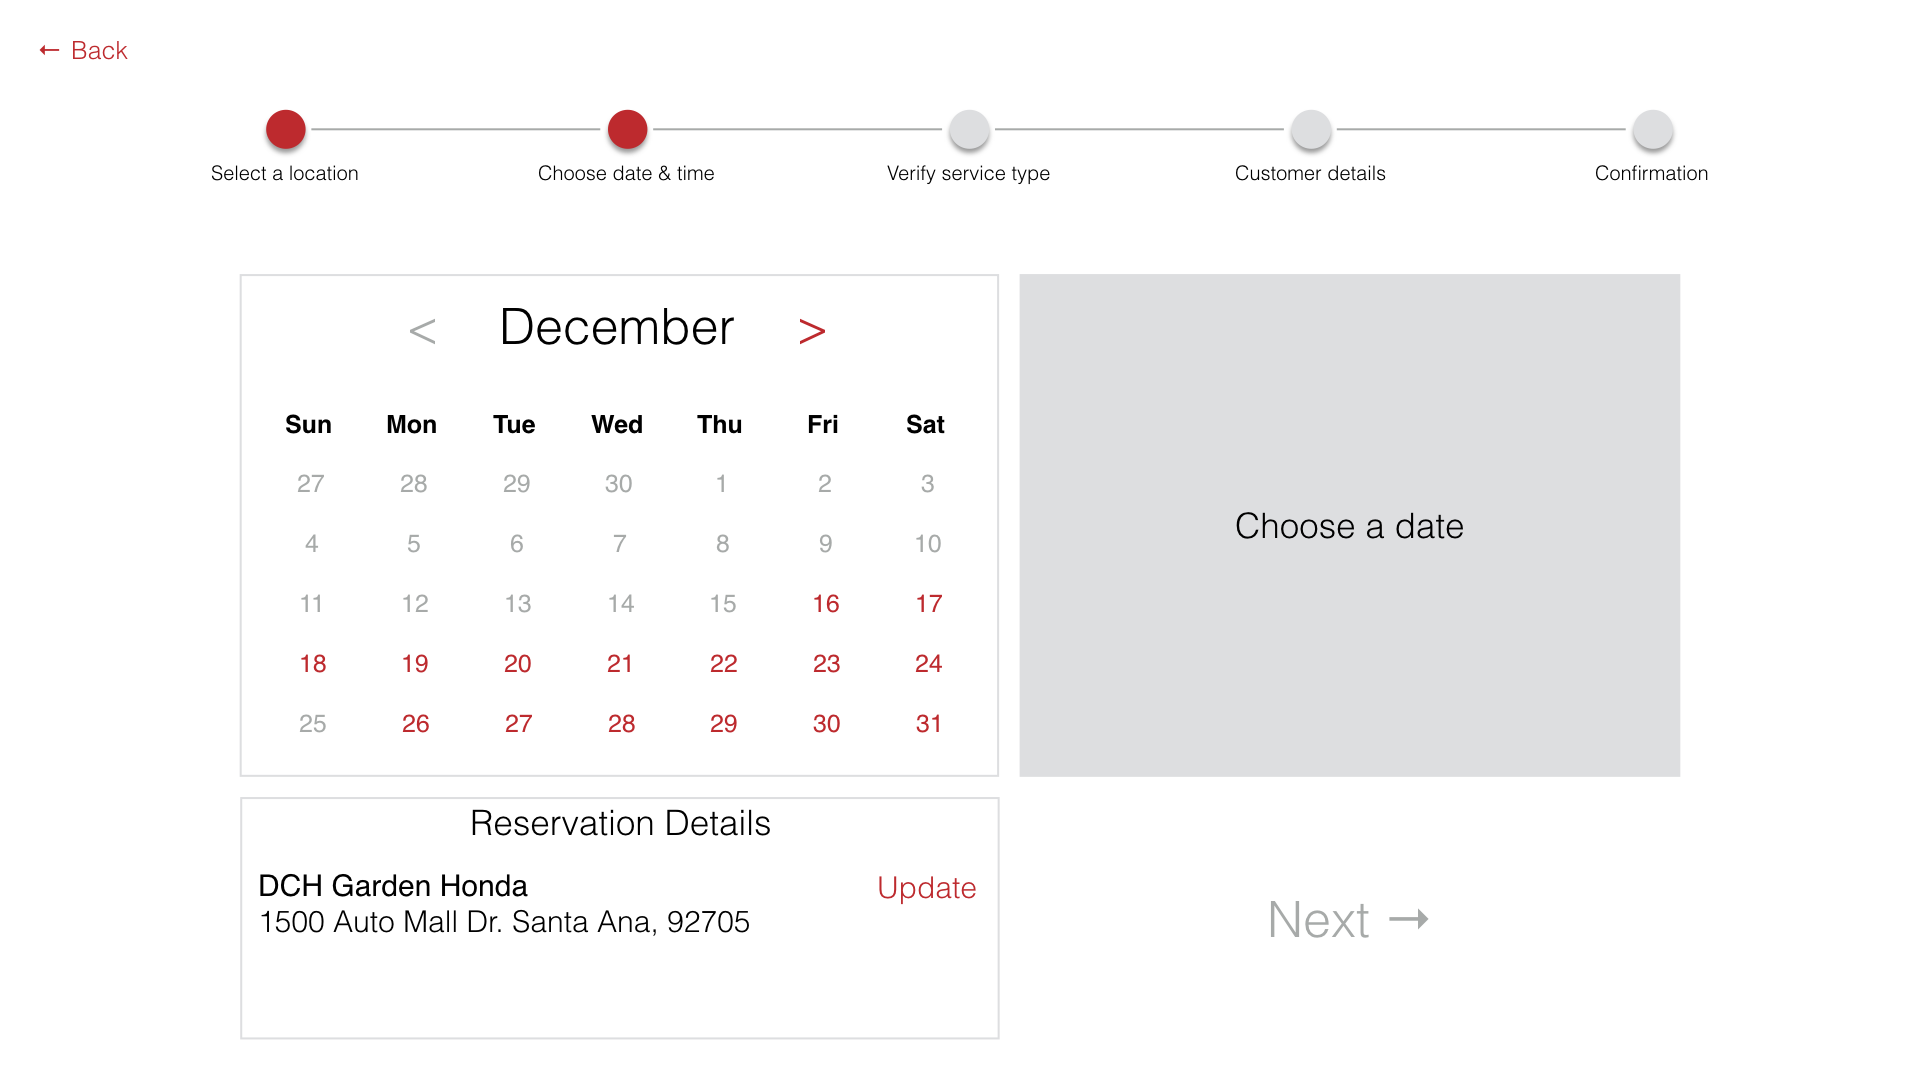 ← Back
Select a location
Choose date & time
Verify service type
Customer details
Confirmation
< December >
Sun Mon Tue Wed Thu Fri Sat
27 28 29 30 1 2 3
4 5 6 7 8 9 10
11 12 13 14 15 16 17
18 19 20 21 22 23 24
25 26 27 28 29 30 31
Choose a date
Reservation Details
DCH Garden Honda
Update
1500 Auto Mall Dr. Santa Ana, 92705
Next →